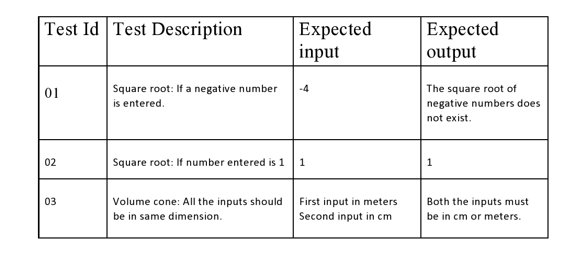 Test Id Test Description Expected input Expected output
01 Square root: If a negative number is entered. -4 The square root of negative numbers does not exist.
02 Square root: If number entered is 1 1 1
03 Volume cone: All the inputs should be in same dimension. First input in meters Second input in cm Both the inputs must be in cm or meters.